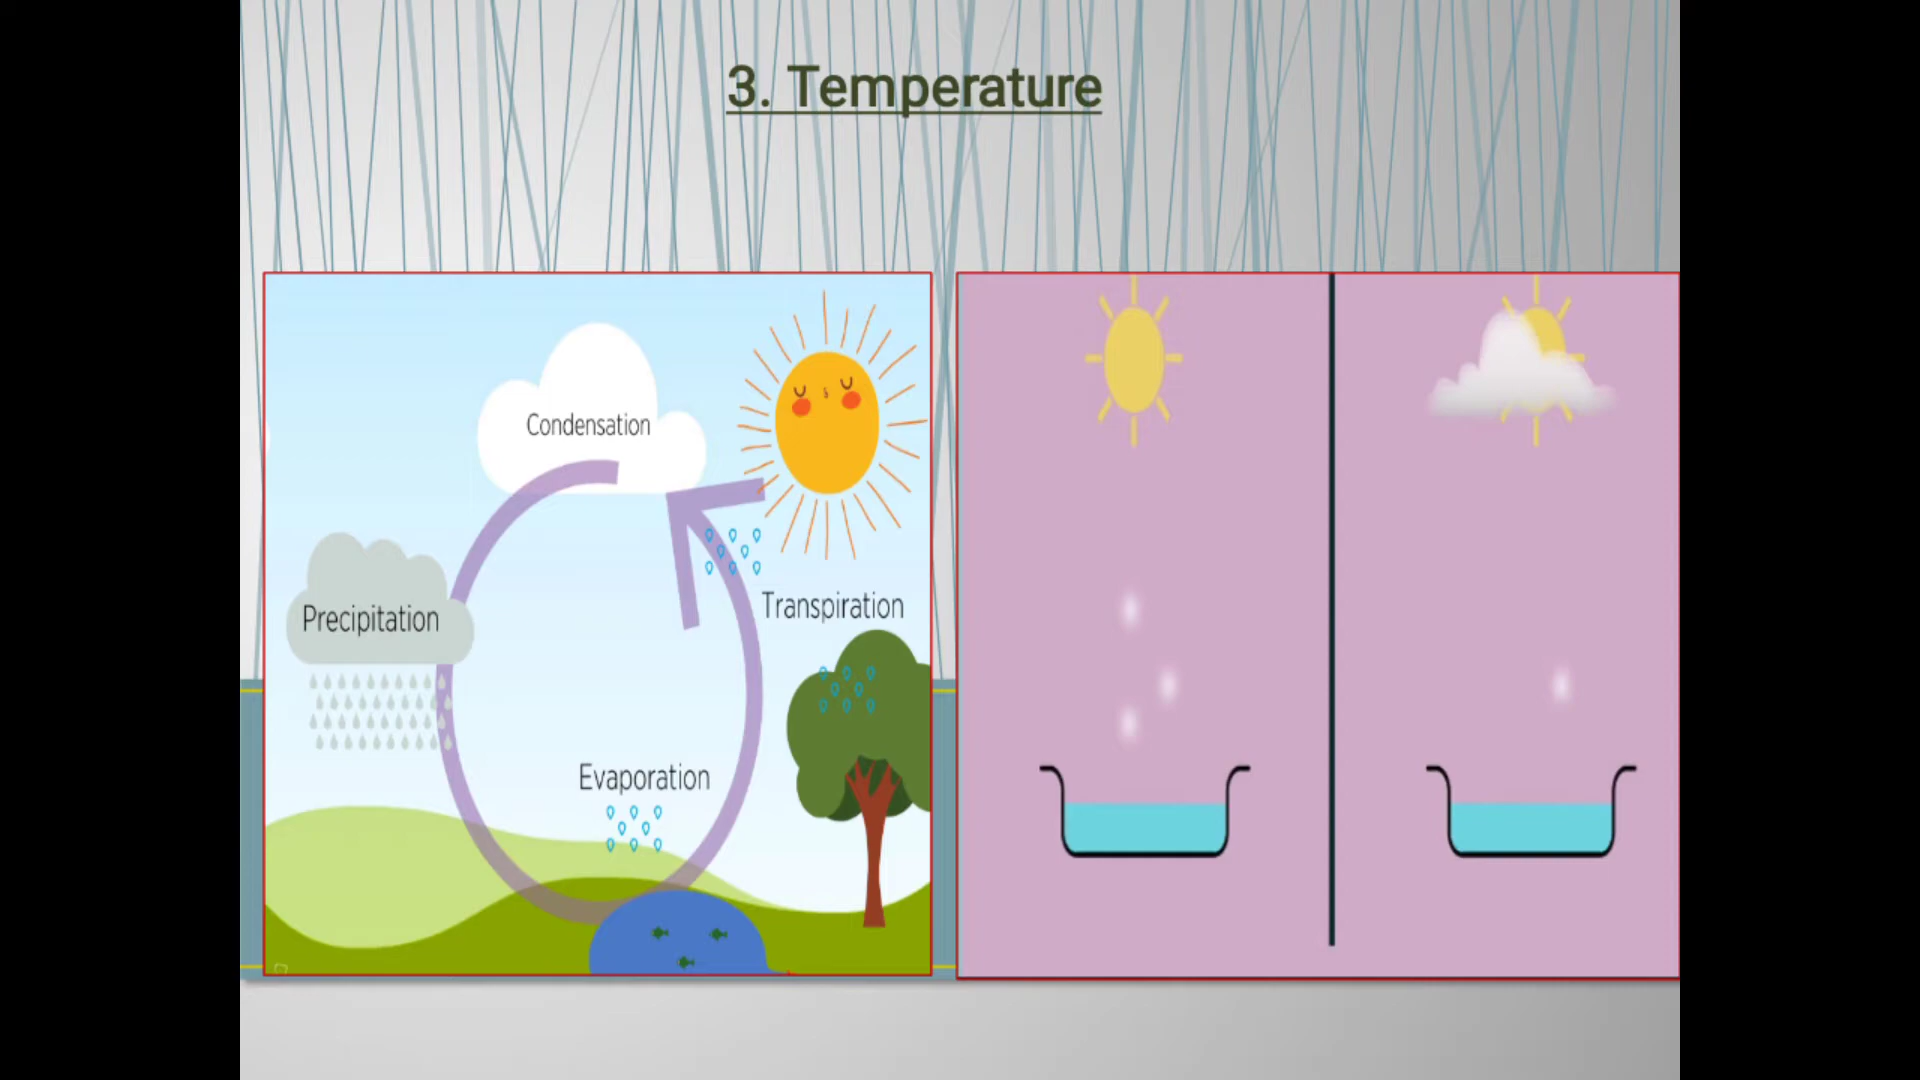 3. Temperature
Condensation
Precipitation
Transpiration
Evaporation